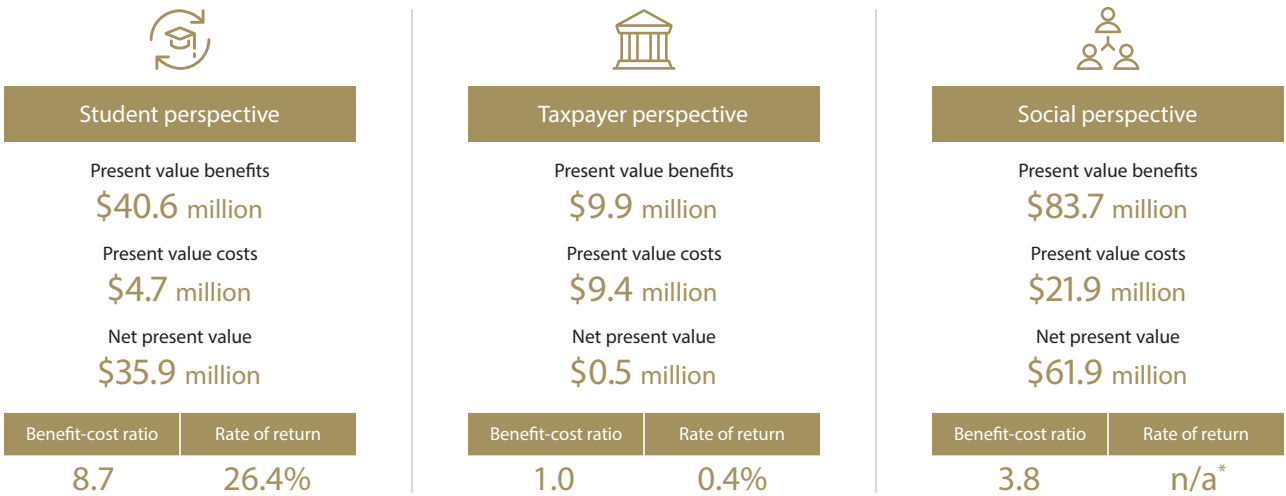 Student perspective
Present value benefits
$40.6 million
Present value costs
$4.7 million
Net present value
$35.9 million
Benefit-cost ratio
Rate of return
8.7
26.4%
Taxpayer perspective
Present value benefits
$9.9 million
Present value costs
$9.4 million
Net present value
$0.5 million
Benefit-cost ratio
Rate of return
1.0
0.4%
Social perspective
Present value benefits
$83.7 million
Present value costs
$21.9 million
Net present value
$61.9 million
Benefit-cost ratio
Rate of return
3.8
n/a*